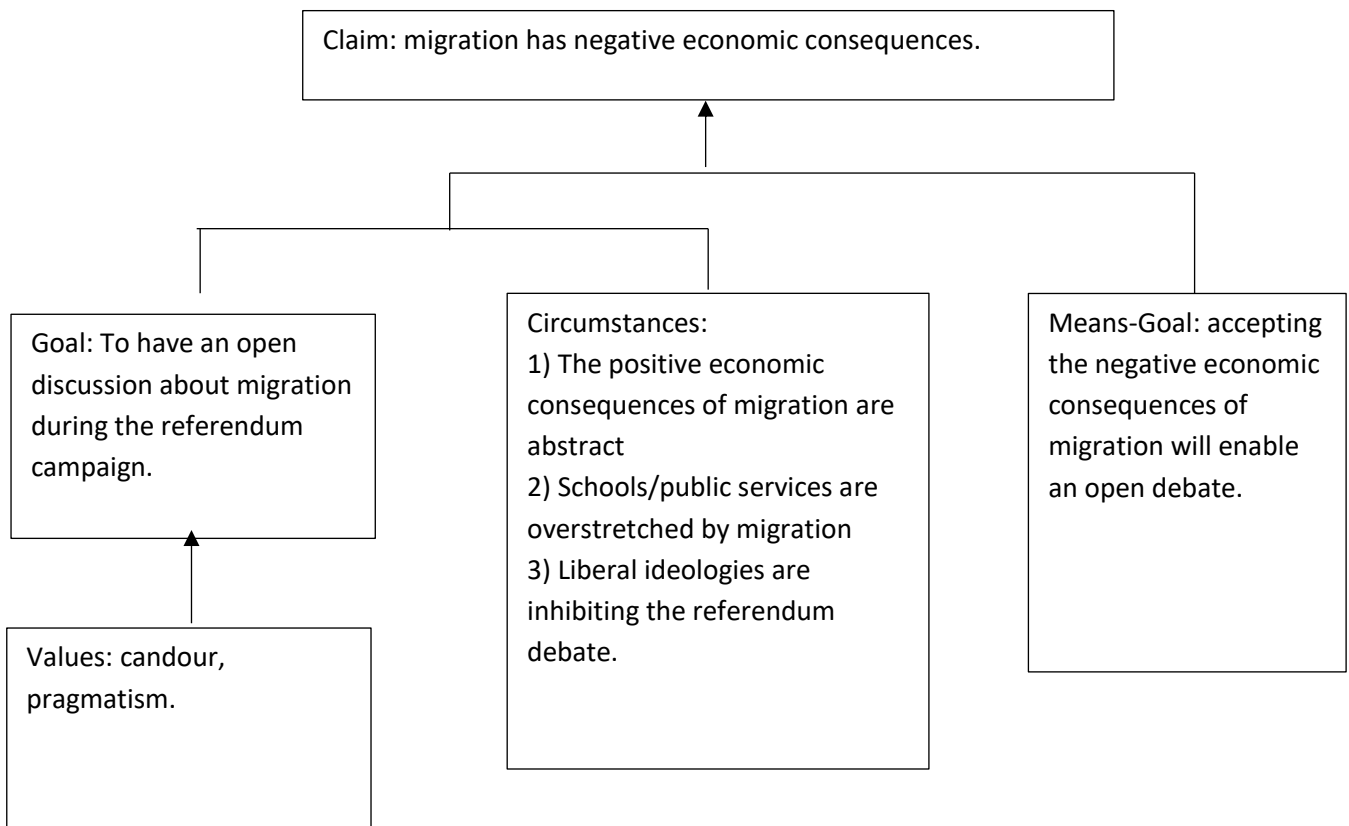 Claim: migration has negative economic consequences.
Goal: To have an open
discussion about migration
during the referendum
campaign.
Values: candour,
pragmatism.
Circumstances:
1) The positive economic
consequences of migration are
abstract
2) Schools/public services are
overstretched by migration
3) Liberal ideologies are
inhibiting the referendum
debate.
Means-Goal: accepting
the negative economic
consequences of
migration will enable
an open debate.